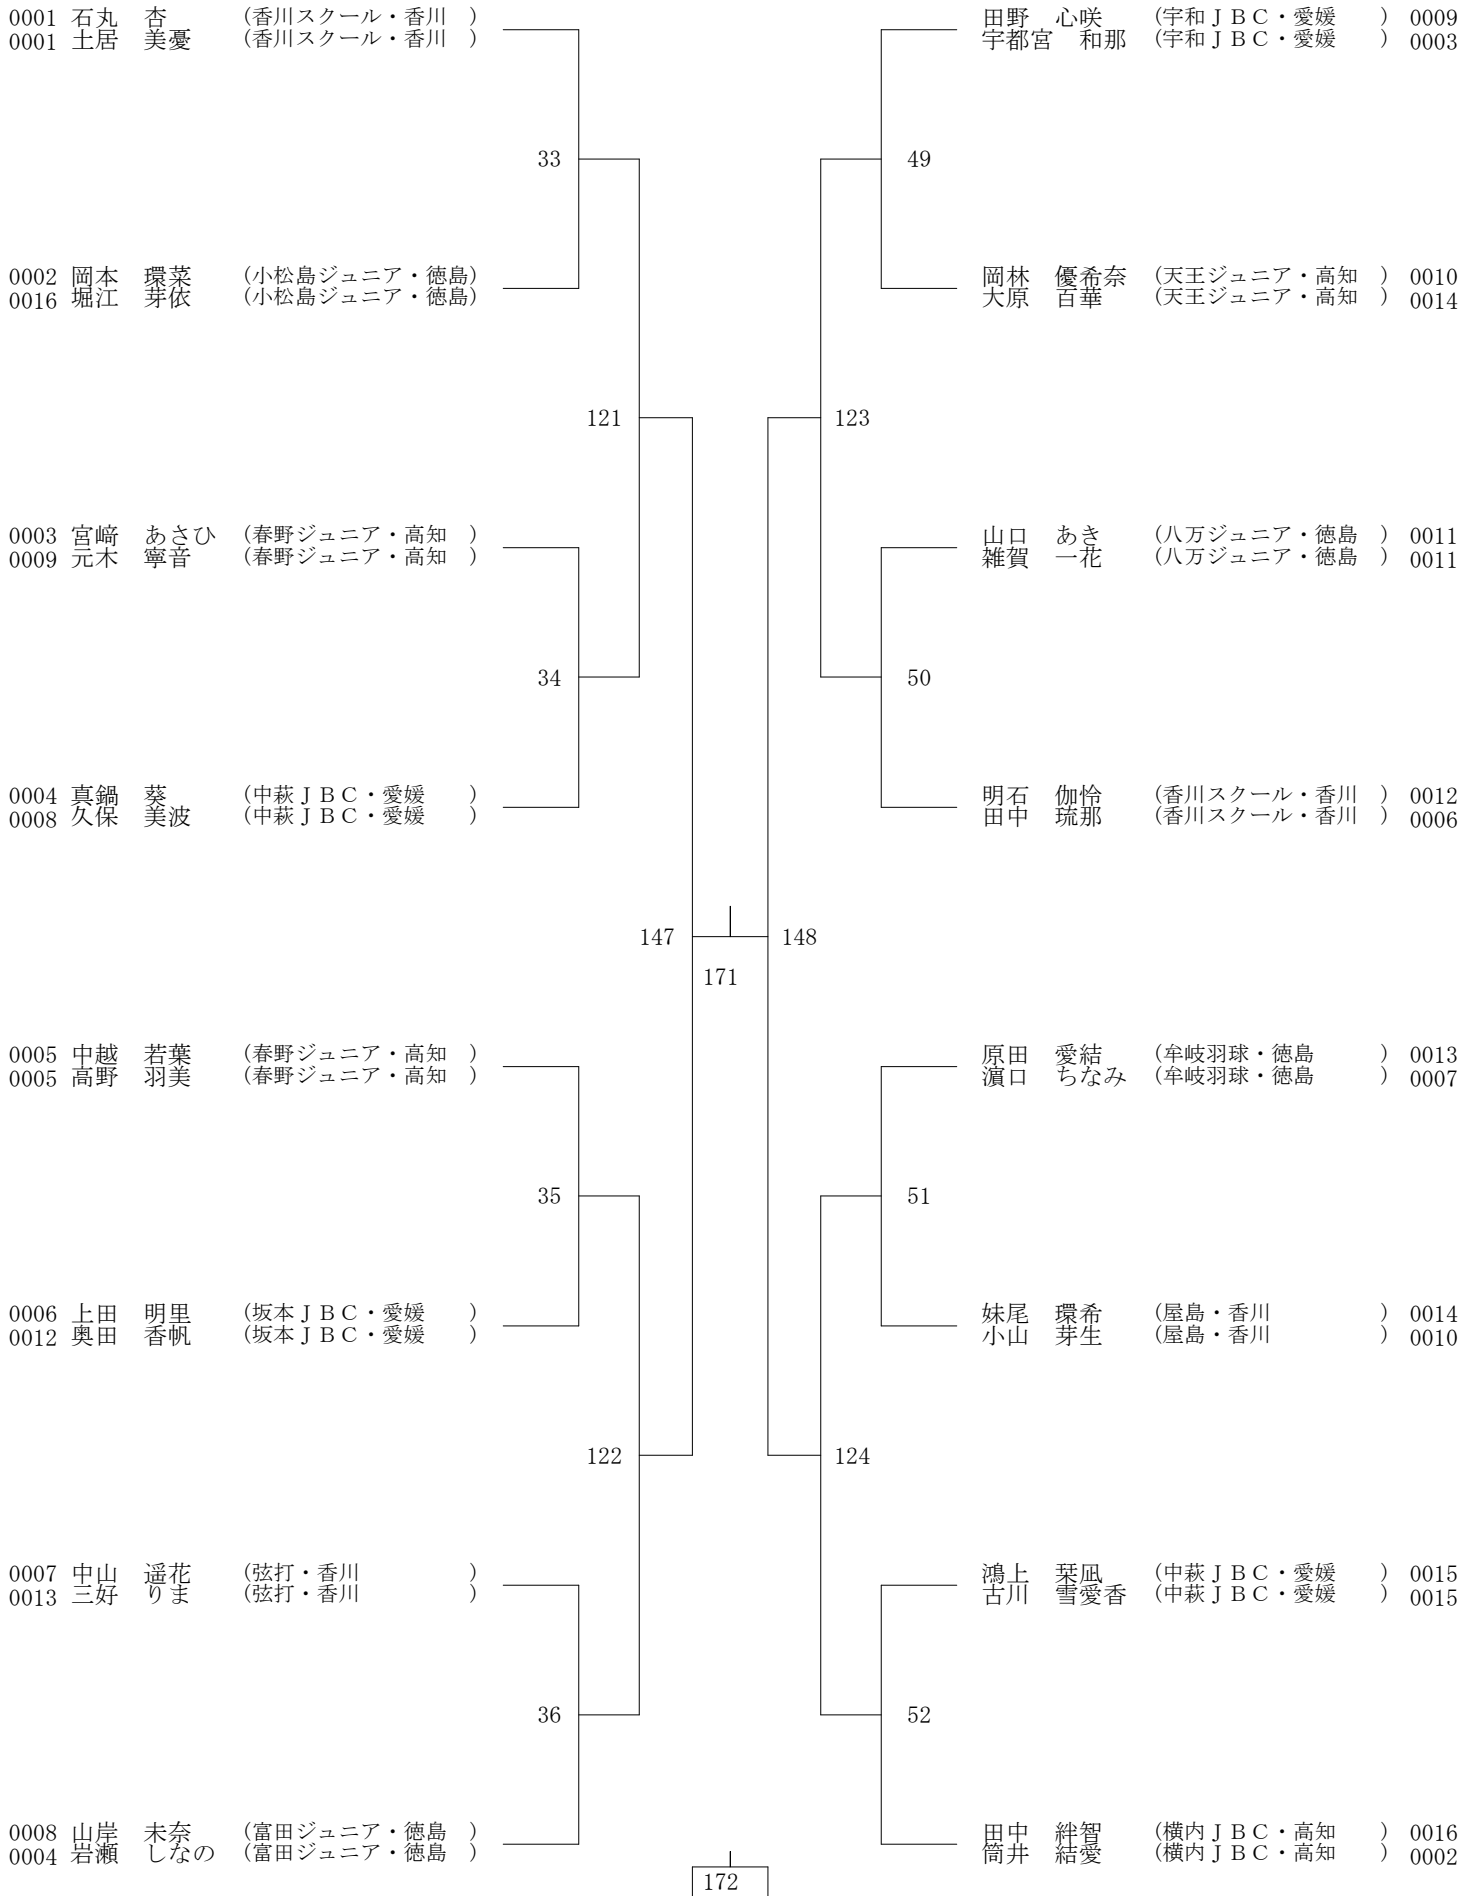 0001 石丸　杏　（香川スクール・香川　）
0001 土居　美憂　（香川スクール・香川　）
33
0002 岡本　環菜　（小松島ジュニア・徳島）
0016 堀江　芽依　（小松島ジュニア・徳島）
121
0003 宮﨑　あさひ　（春野ジュニア・高知　）
0009 元木　寧音　（春野ジュニア・高知　）
34
0004 真鍋　葵　（中萩ＪＢＣ・愛媛　）
0008 久保　美波　（中萩ＪＢＣ・愛媛　）
147
171
0005 中越　若葉　（春野ジュニア・高知　）
0005 高野　羽美　（春野ジュニア・高知　）
35
0006 上田　明里　（坂本ＪＢＣ・愛媛　）
0012 奥田　香帆　（坂本ＪＢＣ・愛媛　）
122
0007 中山　遥花　（弦打・香川　）
0013 三好　りま　（弦打・香川　）
36
0008 山岸　未奈　（富田ジュニア・徳島　）
0004 岩瀬　しなの　（富田ジュニア・徳島　）
172
田野　心咲　（宇和ＪＢＣ・愛媛　） 0009
宇都宮　和那　（宇和ＪＢＣ・愛媛　） 0003
49
岡林　優希奈　（天王ジュニア・高知　） 0010
大原　百華　（天王ジュニア・高知　） 0014
123
山口　あき　（八万ジュニア・徳島　） 0011
雑賀　一花　（八万ジュニア・徳島　） 0011
50
明石　伽怜　（香川スクール・香川　） 0012
田中　琉那　（香川スクール・香川　） 0006
148
原田　愛結　（牟岐羽球・徳島　） 0013
濵口　ちなみ　（牟岐羽球・徳島　） 0007
51
妹尾　環希　（屋島・香川　） 0014
小山　芽生　（屋島・香川　） 0010
124
鴻上　栞凪　（中萩ＪＢＣ・愛媛　） 0015
古川　雪愛香　（中萩ＪＢＣ・愛媛　） 0015
52
田中　絆智　（横内ＪＢＣ・高知　） 0016
筒井　結愛　（横内ＪＢＣ・高知　） 0002